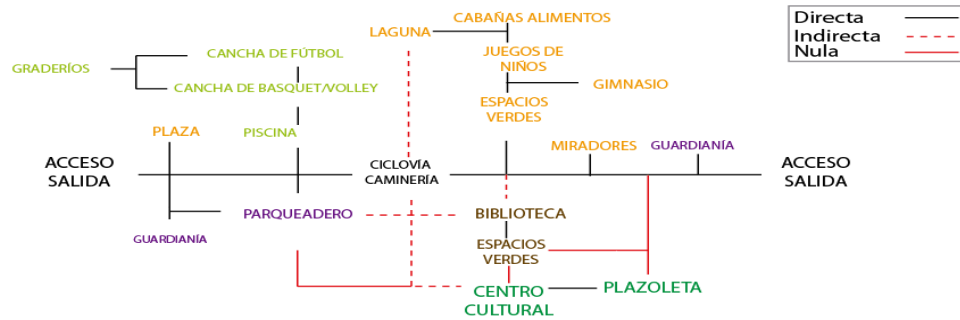 CABAÑAS ALIMENTOS
LAGUNA
Directa
Indirecta
Nula
CANCHA DE FÚTBOL
JUEGOS DE
NIÑOS
GRADERÍOS
CANCHA DE BASQUET/VOLLEY
GIMNASIO
ESPACIOS
VERDES
PLAZA
PISCINA
MIRADORES
GUARDIANÍA
ACCESO
SALIDA
CICLOVÍA
CAMINERÍA
ACCESO
SALIDA
PARQUEADERO
BIBLIOTECA
GUARDIANÍA
ESPACIOS
VERDES
CENTRO
CULTURAL
PLAZOLETA